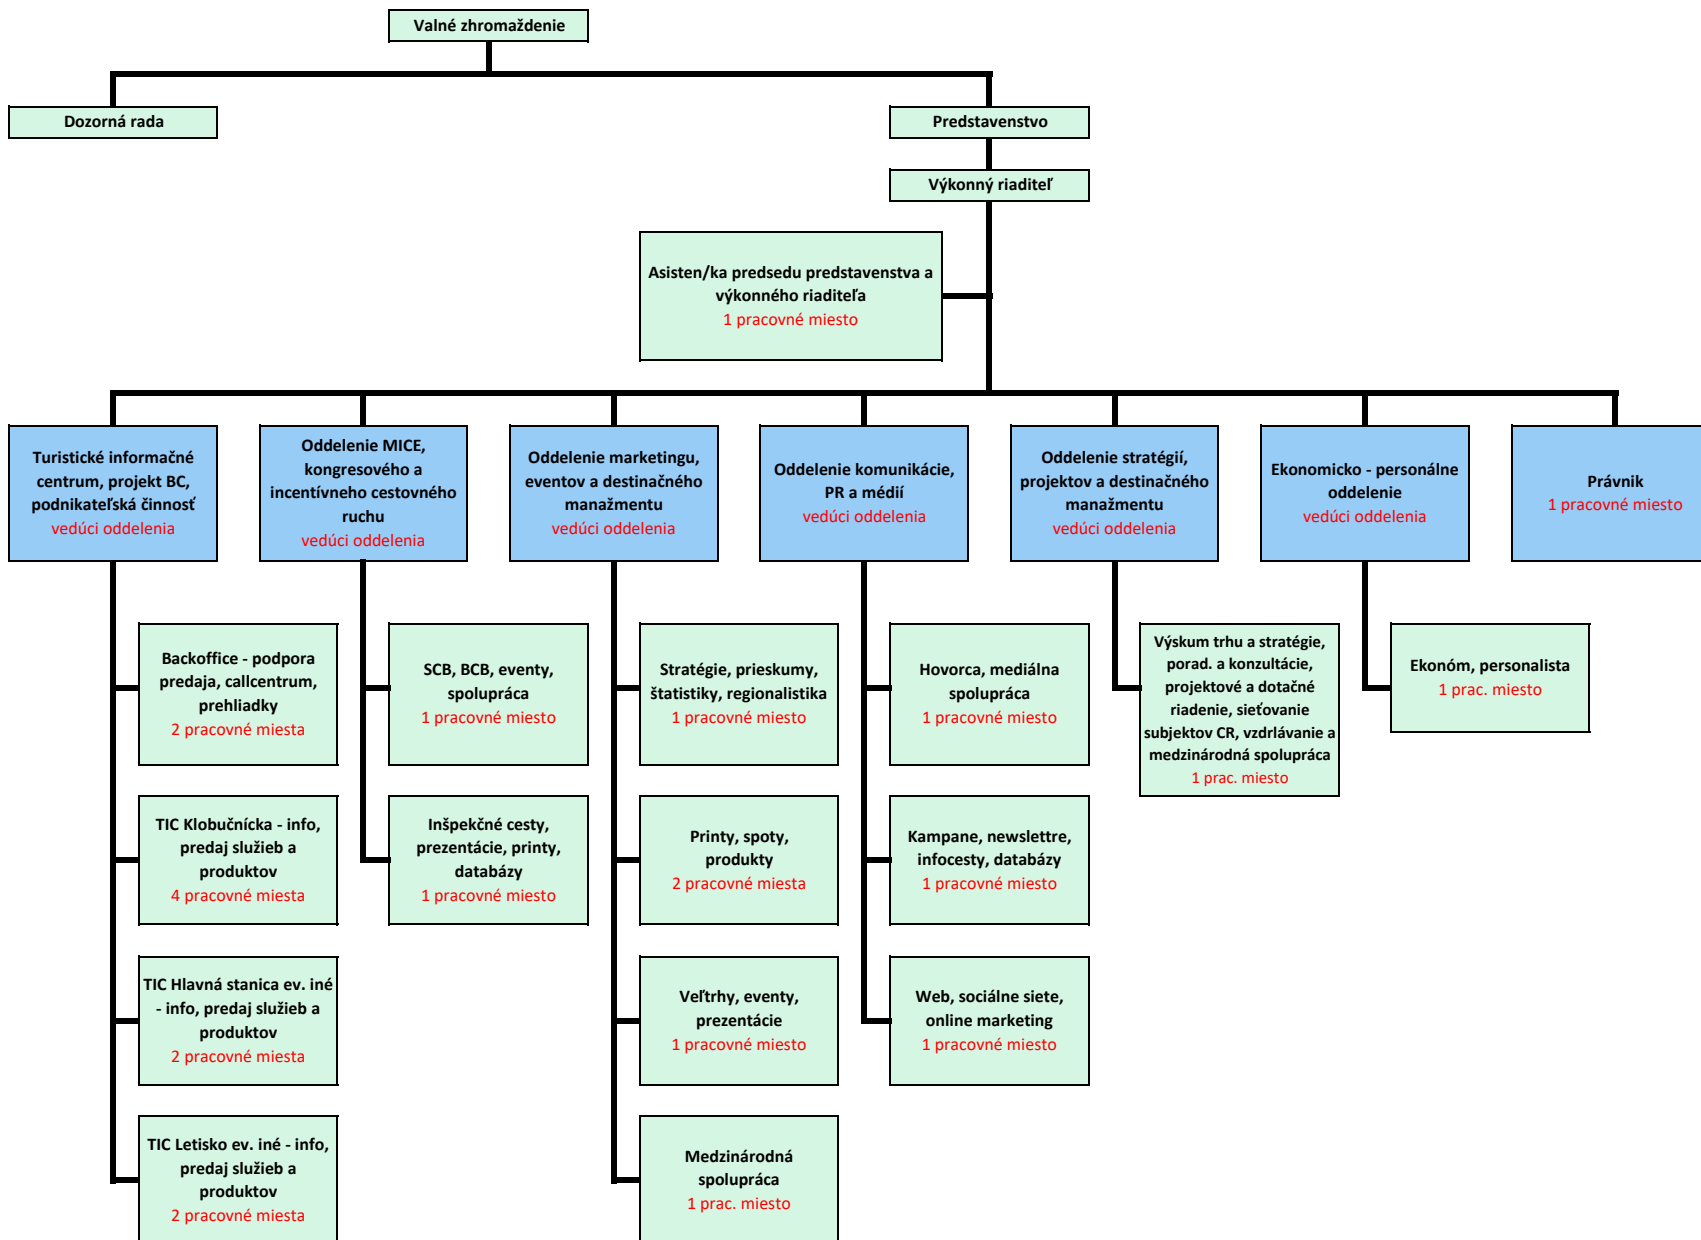 Valné zhromaždenie
Dozorná rada
Predstavenstvo
Výkonný riaditeľ
Asisten/ka predsedu predstavenstva a
výkonného riaditeľa
1 pracovné miesto
Turistické informačné
centrum, projekt BC,
podnikateľská činnosť
vedúci oddelenia
Oddelenie MICE,
kongresového a
incentívneho cestovného
ruchu
vedúci oddelenia
Oddelenie marketingu,
eventov a destinačného
manažmentu
vedúci oddelenia
Oddelenie komunikácie,
PR a médií
vedúci oddelenia
Oddelenie stratégií,
projektov a destinačného
manažmentu
vedúci oddelenia
Ekonomicko - personálne
oddelenie
vedúci oddelenia
Právnik
1 pracovné miesto
Backoffice - podpora
predaja, callcentrum,
prehliadky
2 pracovné miesta
SCB, BCB, eventy,
spolupráca
1 pracovné miesto
Stratégie, prieskumy,
štatistiky, regionalistika
1 pracovné miesto
Hovorca, mediálna
spolupráca
1 pracovné miesto
Výskum trhu a stratégie,
porad. a konzultácie,
projektové a dotačné
riadenie, sieťovanie
subjektov CR, vzdrlávanie a
medzinárodná spolupráca
1 prac. miesto
Ekonóm, personalista
1 prac. miesto
TIC Klobučnícka - info,
predaj služieb a
produktov
4 pracovné miesta
Inšpekčné cesty,
prezentácie, printy,
databázy
1 pracovné miesto
Printy, spoty,
produkty
2 pracovné miesta
Kampane, newslettre,
infocesty, databázy
1 pracovné miesto
TIC Hlavná stanica ev. iné
- info, predaj služieb a
produktov
2 pracovné miesta
Veľtrhy, eventy,
prezentácie
1 pracovné miesto
Web, sociálne siete,
online marketing
1 pracovné miesto
TIC Letisko ev. iné - info,
predaj služieb a
produktov
2 pracovné miesta
Medzinárodná
spolupráca
1 prac. miesto